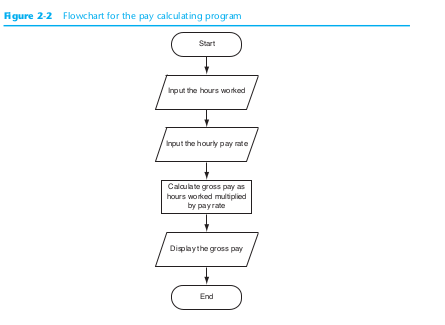 Figure 2-2 Flowchart for the pay calculating program
Start
Input the hours worked
Input the hourly pay rate
Calculate gross pay as
hours worked multiplied
by pay rate
Display the gross pay
End